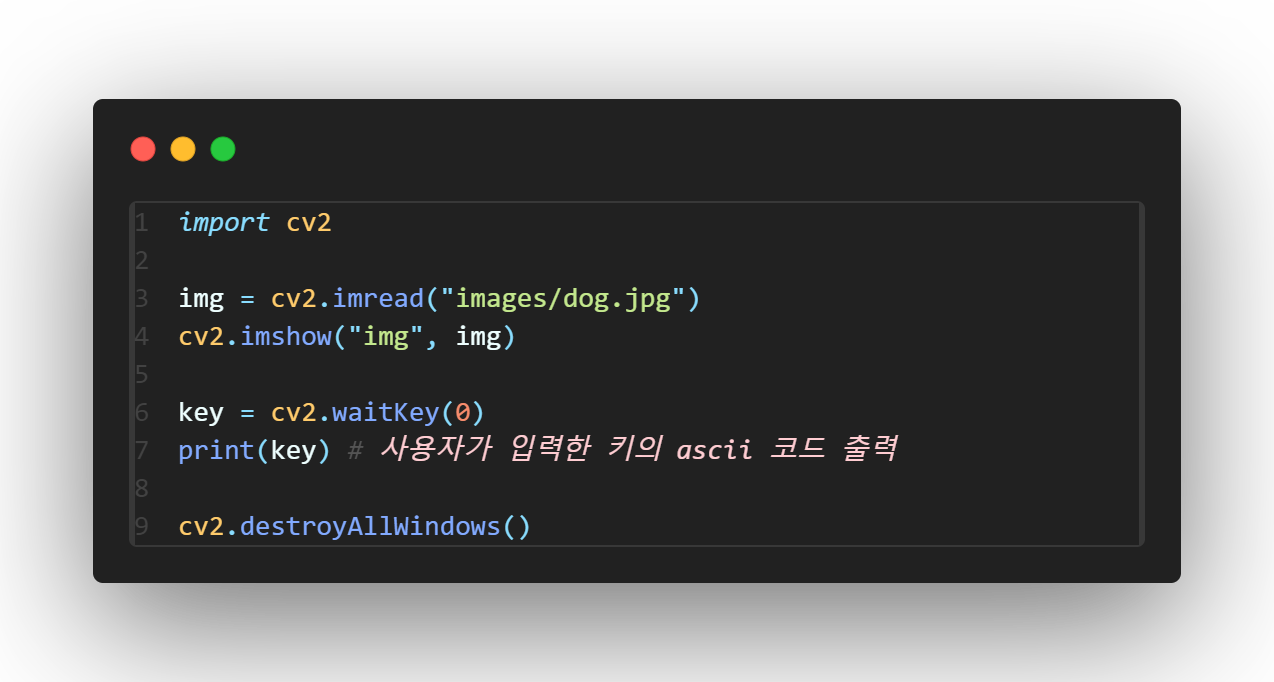 1 import cv2
2
3 img = cv2.imread("images/dog.jpg")
4 cv2.imshow("img", img)
5
6 key = cv2.waitKey(0)
7 print(key) # 사용자가 입력한 키의 ascii 코드 출력
8
9 cv2.destroyAllWindows()